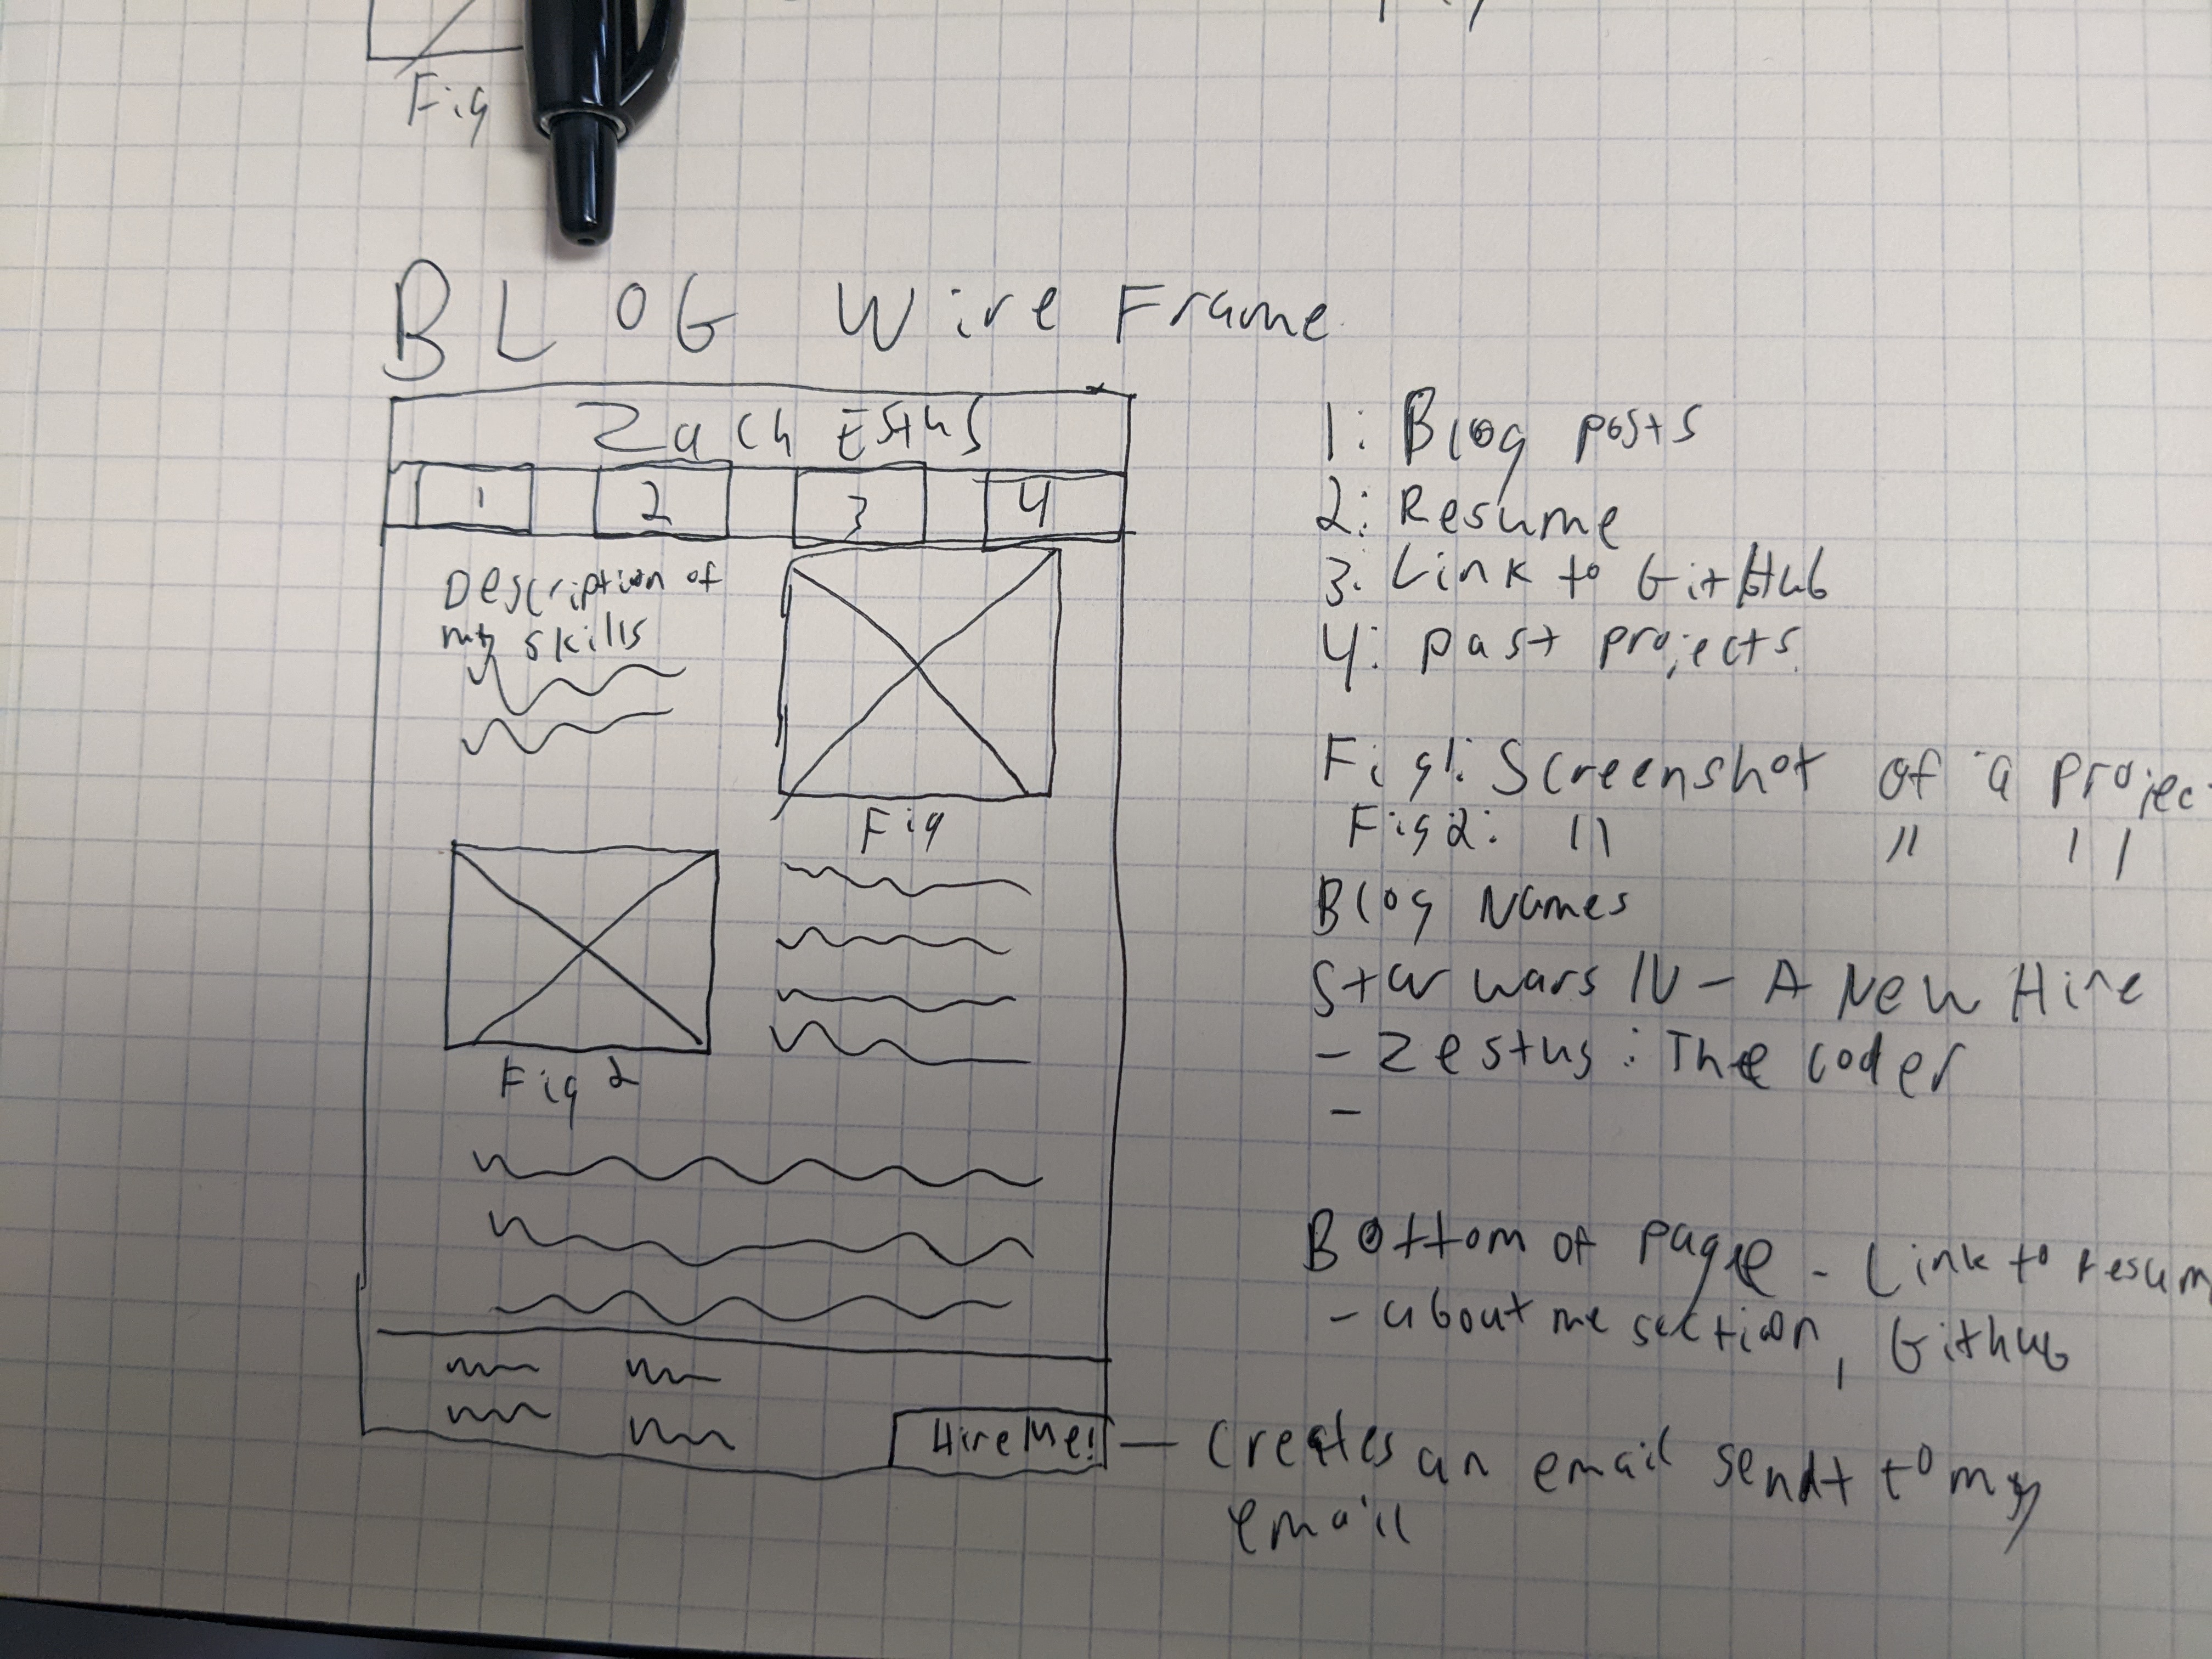 Fig
BLOG Wire Frame
Zach Estus
1 2 3 4
Description of
my skills
Fig
Fig 2
Hire Me!
1: Blog posts
2: Resume
3: Link to GitHub
4: past projects
Fig1: Screenshot of a projec
Fig2: " " "
Blog Names
Star wars IV - A New Hire
- Zestus: The coder
-
Bottom of page - Link to resum
- about me section, Github
— Creates an email sendt to my
email